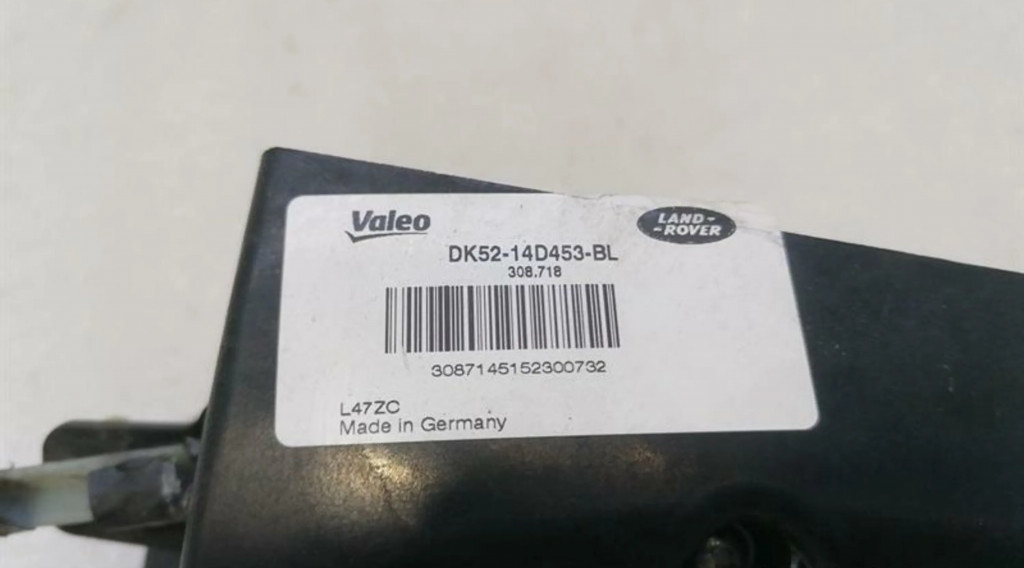 Valeo
LAND-
-ROVER
DK52-14D453-BL
308.718
3087145152300732
L47ZC
Made in Germany